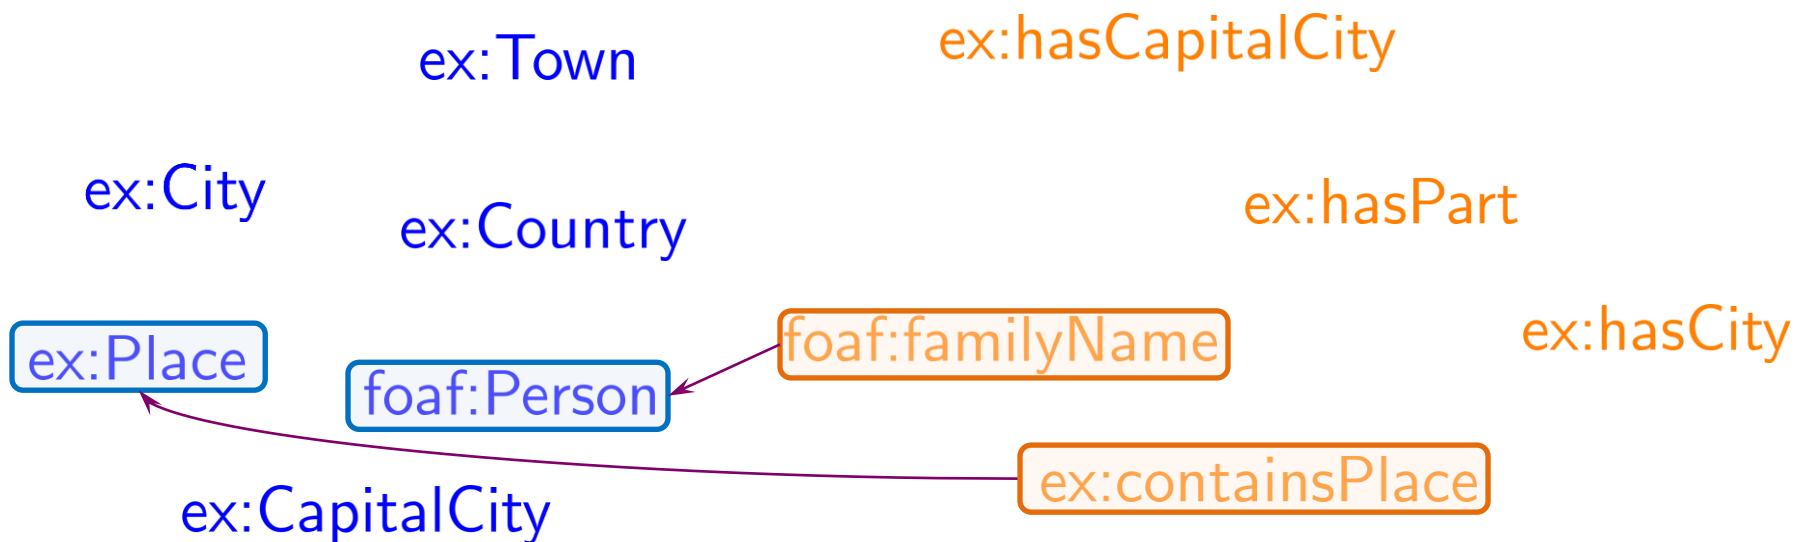 ex:Town
ex:hasCapitalCity
ex:City
ex:Country
ex:hasPart
ex:Place
foaf:Person
foaf:familyName
ex:hasCity
ex:containsPlace
ex:CapitalCity